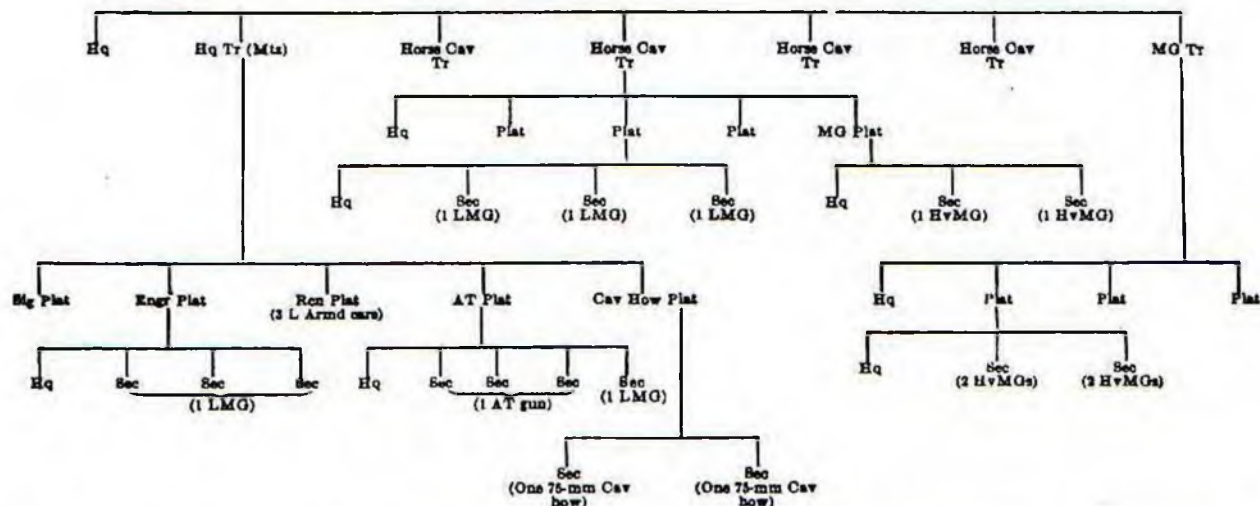 Hq
Hq Tr (Mtz)
Horse Cav
Tr
Horse Cav
Tr
Horse Cav
Tr
Horse Cav
Tr
MG Tr
Hq
Plat
Plat
Plat
MG Plat
Hq
Sec
(1 LMG)
Sec
(1 LMG)
Sec
(1 LMG)
Hq
Sec
(1 HvMG)
Sec
(1 HvMG)
Sig Plat
Engr Plat
Rcn Plat
(3 L Armd cars)
AT Plat
Cav How Plat
Hq
Plat
Plat
Plat
Hq
Sec
Sec
Sec
(1 LMG)
Hq
Sec
Sec
Sec
(1 AT gun)
Sec
(1 LMG)
Hq
Sec
(2 HvMGs)
Sec
(2 HvMGs)
Sec
(One 75-mm Cav
how)
Sec
(One 75-mm Cav
how)